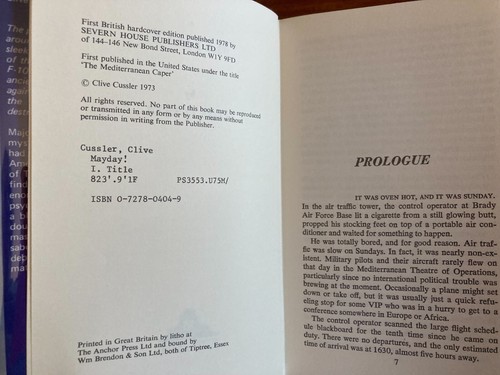 First British hardcover edition published 1978 by
SEVERN HOUSE PUBLISHERS LTD
of 144–146 New Bond Street, London W1Y 9FD
First published in the United States under the title
'The Mediterranean Caper'
© Clive Cussler 1973
All rights reserved. No part of this book may be reproduced
or transmitted in any form or by any means without
permission in writing from the Publisher.
Cussler, Clive
Mayday!
I. Title
823'.9'1F PS3553.U75M/
ISBN 0-7278-0404-9
Printed in Great Britain by litho at
The Anchor Press Ltd and bound by
Wm Brendon & Son Ltd, both of Tiptree, Essex
PROLOGUE
IT WAS OVEN HOT, AND IT WAS SUNDAY.
In the air traffic tower, the control operator at Brady
Air Force Base lit a cigarette from a still glowing butt,
propped his stocking feet on top of a portable air con-
ditioner and waited for something to happen.
He was totally bored, and for good reason. Air traf-
fic was slow on Sundays. In fact, it was nearly non-ex-
istent. Military pilots and their aircraft rarely flew on
that day in the Mediterranean Theatre of Operations,
particularly since no international political trouble was
brewing at the moment. Occasionally a plane might set
down or take off, but it was usually just a quick refu-
eling stop for some VIP who was in a hurry to get to a
conference somewhere in Europe or Africa.
The control operator scanned the large flight sched-
ule blackboard for the tenth time since he came on
duty. There were no departures, and the only estimated
time of arrival was at 1630, almost five hours away.
7